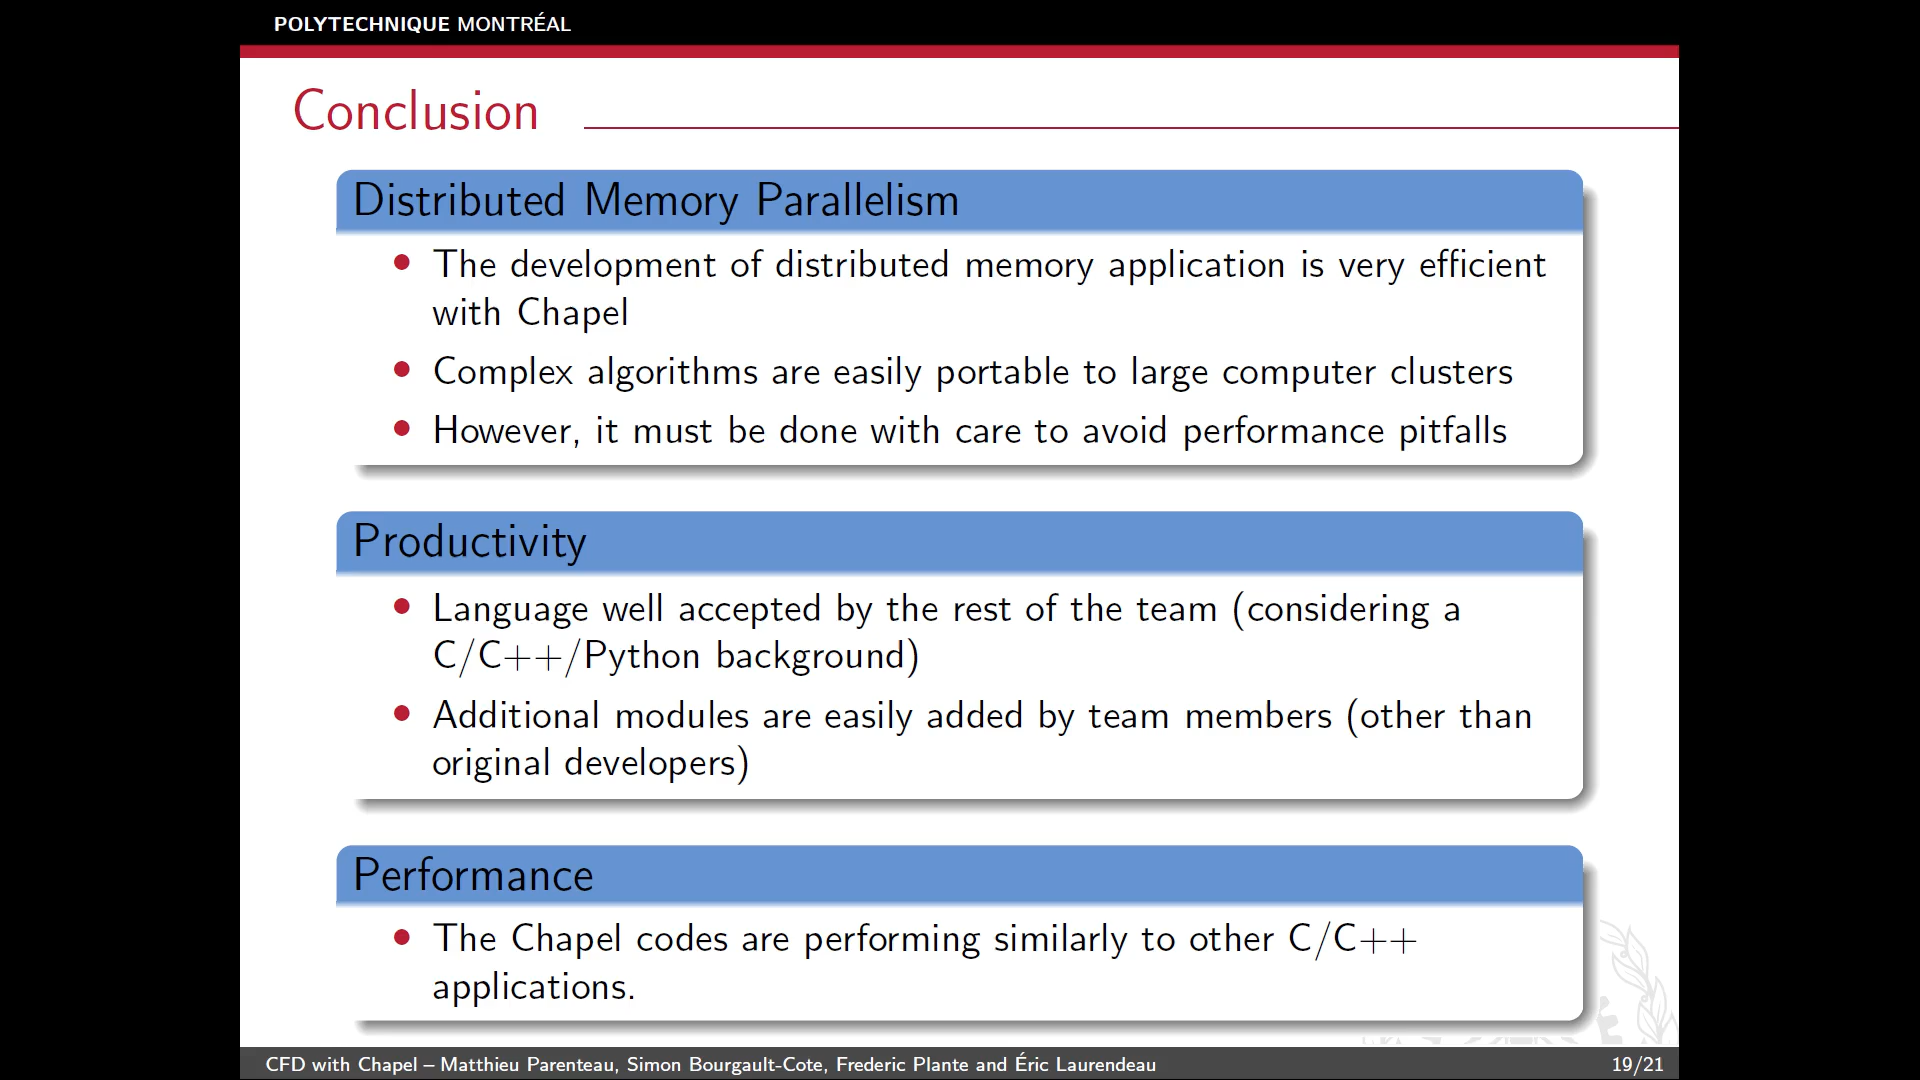 POLYTECHNIQUE MONTRÉAL
Conclusion
Distributed Memory Parallelism
• The development of distributed memory application is very efficient
with Chapel
• Complex algorithms are easily portable to large computer clusters
• However, it must be done with care to avoid performance pitfalls
Productivity
• Language well accepted by the rest of the team (considering a
C/C++/Python background)
• Additional modules are easily added by team members (other than
original developers)
Performance
• The Chapel codes are performing similarly to other C/C++
applications.
CFD with Chapel – Matthieu Parenteau, Simon Bourgault-Cote, Frederic Plante and Éric Laurendeau
19/21